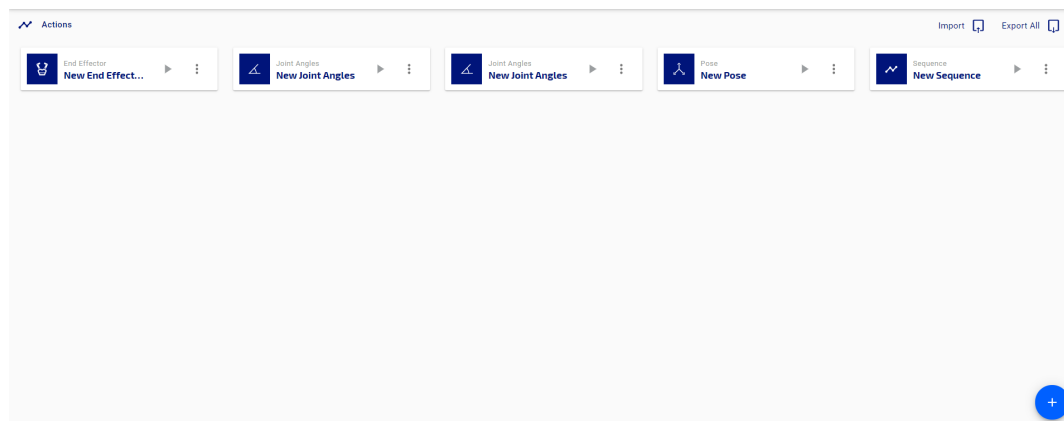 Actions
Import
Export All
End Effector
New End Effect...
Joint Angles
New Joint Angles
Joint Angles
New Joint Angles
Pose
New Pose
Sequence
New Sequence
+